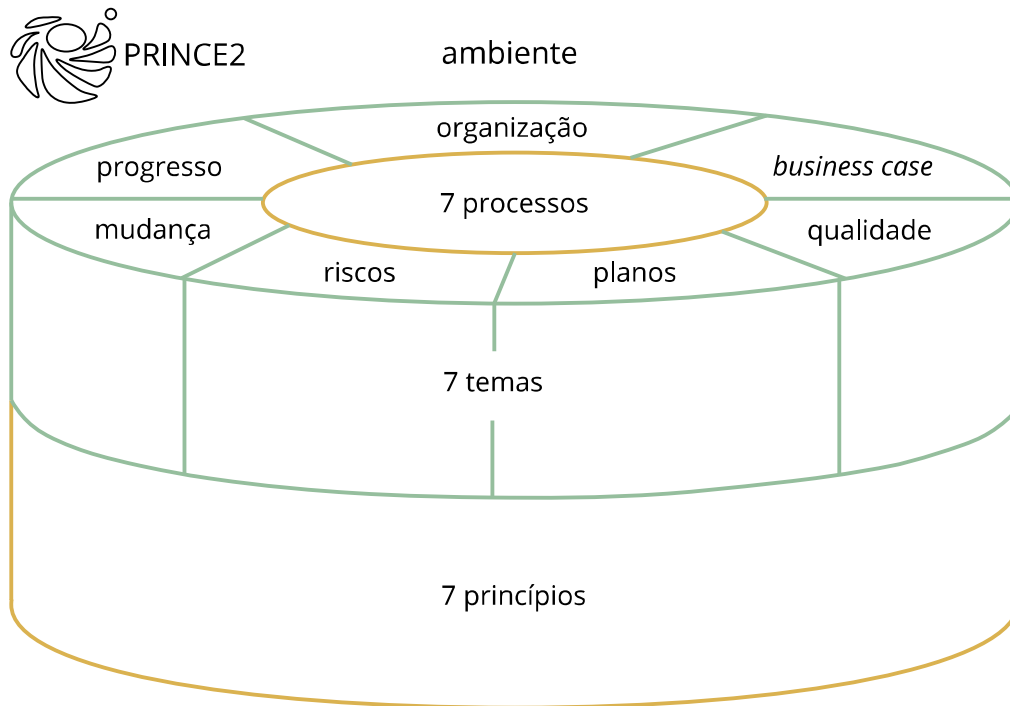 PRINCE2
ambiente
organização
progresso
business case
7 processos
mudança
qualidade
riscos
planos
7 temas
7 princípios